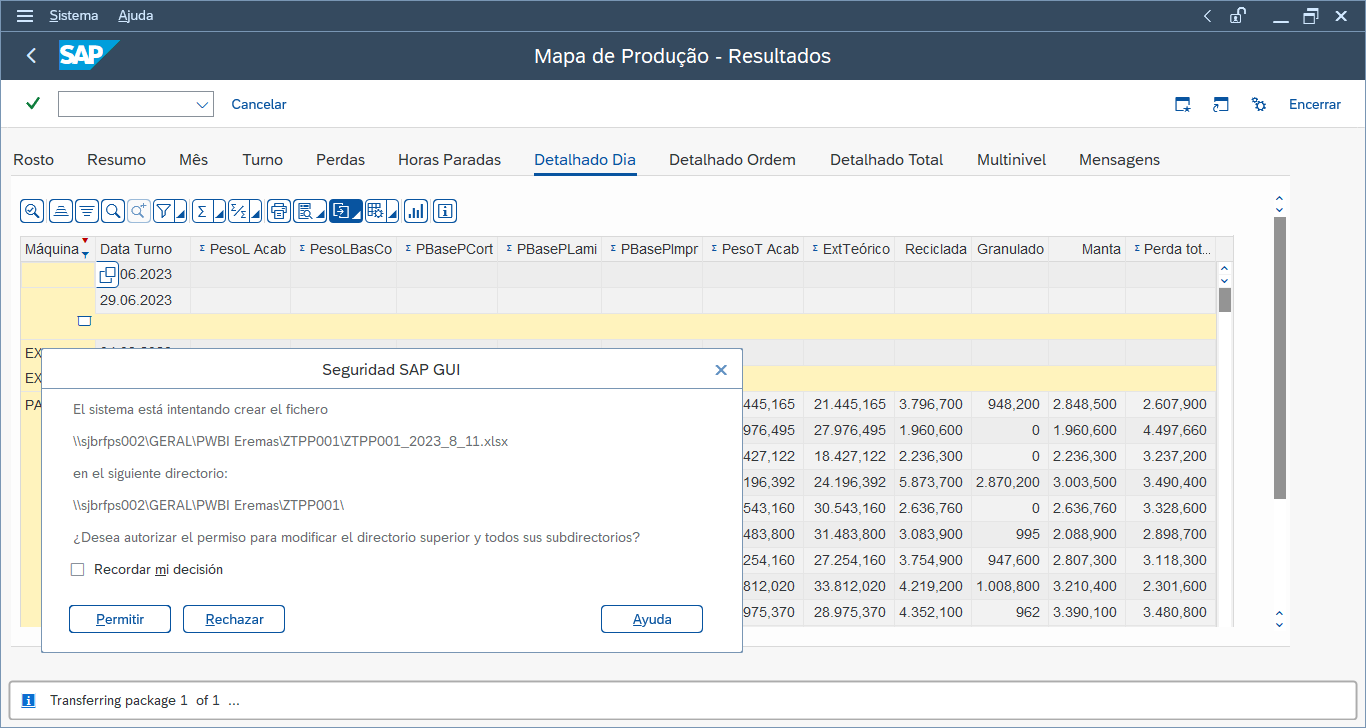 Sistema Ajuda
SAP
Mapa de Produção - Resultados
Cancelar
Encerrar
Rosto Resumo Mês Turno Perdas Horas Paradas Detalhado Dia Detalhado Ordem Detalhado Total Multinivel Mensagens
Máquina Data Turno Σ PesoL Acab Σ PesoLBasCo Σ PBasePCort Σ PBasePLami Σ PBasePImpr Σ PesoT Acab Σ ExtTeórico Reciclada Granulado Manta Σ Perda tot...
06.2023
29.06.2023
EX
EX
PA 445,165 21.445,165 3.796,700 948,200 2.848,500 2.607,900
976,495 27.976,495 1.960,600 0 1.960,600 4.497,660
427,122 18.427,122 2.236,300 0 2.236,300 3.237,200
196,392 24.196,392 5.873,700 2.870,200 3.003,500 3.490,400
543,160 30.543,160 2.636,760 0 2.636,760 3.328,600
483,800 31.483,800 3.083,900 995 2.088,900 2.898,700
254,160 27.254,160 3.754,900 947,600 2.807,300 3.118,300
812,020 33.812,020 4.219,200 1.008,800 3.210,400 2.301,600
975,370 28.975,370 4.352,100 962 3.390,100 3.480,800
Seguridad SAP GUI
El sistema está intentando crear el fichero
\\sjbrfps002\GERAL\PWBI Eremas\ZTPP001\ZTPP001_2023_8_11.xlsx
en el siguiente directorio:
\\sjbrfps002\GERAL\PWBI Eremas\ZTPP001\
¿Desea autorizar el permiso para modificar el directorio superior y todos sus subdirectorios?
Recordar mi decisión
Permitir Rechazar Ayuda
Transferring package 1 of 1 ...